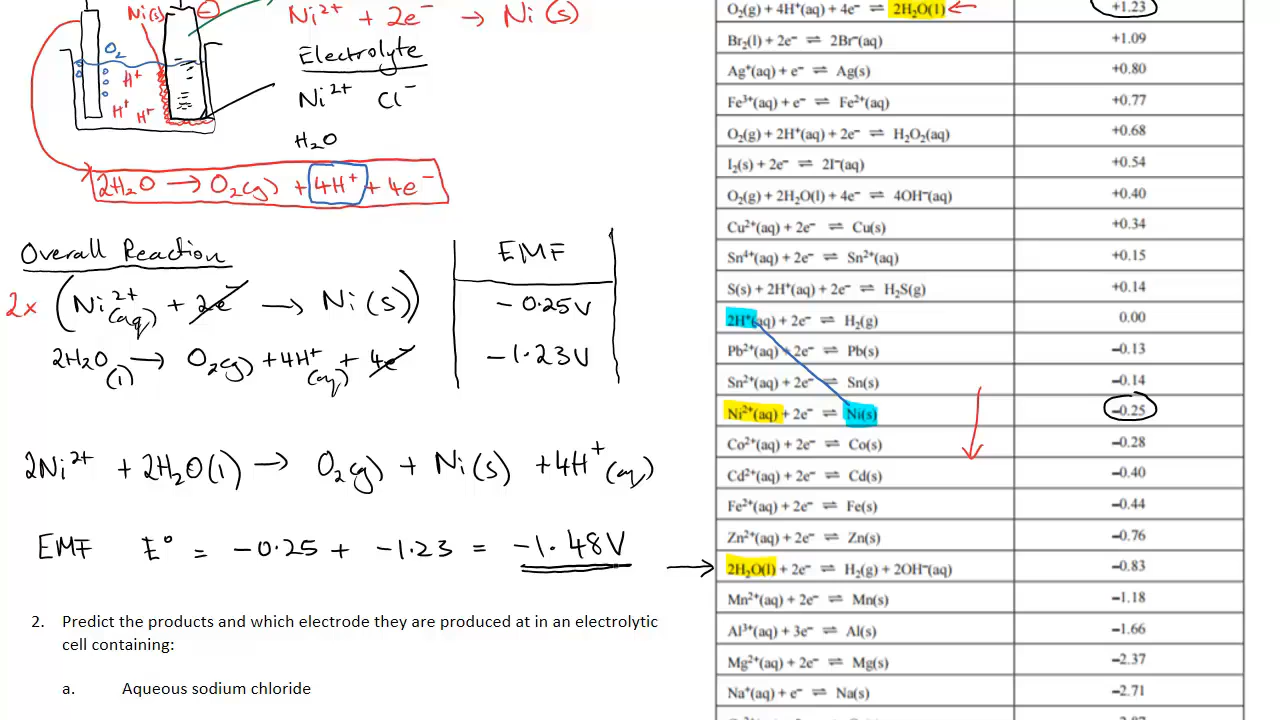 Ni(s) −
Ni²⁺ + 2e⁻ → Ni(s)
O₂
Electrolyte
H⁺
H⁺ H⁺
Ni²⁺ Cl⁻
H₂O
2H₂O → O₂(g) + 4H⁺ + 4e⁻
Overall Reaction
EMF
2x (Ni²⁺(aq) + 2e⁻ → Ni(s))
-0.25V
2H₂O(l) → O₂(g) + 4H⁺(aq) + 4e⁻
-1.23V
2Ni²⁺ + 2H₂O(l) → O₂(g) + Ni(s) + 4H⁺(aq)
EMF E° = -0.25 + -1.23 = -1.48V
2. Predict the products and which electrode they are produced at in an electrolytic
cell containing:
a. Aqueous sodium chloride
O₂(g) + 4H⁺(aq) + 4e⁻ ⇌ 2H₂O(l) +1.23
Br₂(l) + 2e⁻ ⇌ 2Br⁻(aq) +1.09
Ag⁺(aq) + e⁻ ⇌ Ag(s) +0.80
Fe³⁺(aq) + e⁻ ⇌ Fe²⁺(aq) +0.77
O₂(g) + 2H⁺(aq) + 2e⁻ ⇌ H₂O₂(aq) +0.68
I₂(s) + 2e⁻ ⇌ 2I⁻(aq) +0.54
O₂(g) + 2H₂O(l) + 4e⁻ ⇌ 4OH⁻(aq) +0.40
Cu²⁺(aq) + 2e⁻ ⇌ Cu(s) +0.34
Sn⁴⁺(aq) + 2e⁻ ⇌ Sn²⁺(aq) +0.15
S(s) + 2H⁺(aq) + 2e⁻ ⇌ H₂S(g) +0.14
2H⁺(aq) + 2e⁻ ⇌ H₂(g) 0.00
Pb²⁺(aq) + 2e⁻ ⇌ Pb(s) −0.13
Sn²⁺(aq) + 2e⁻ ⇌ Sn(s) −0.14
Ni²⁺(aq) + 2e⁻ ⇌ Ni(s) −0.25
Co²⁺(aq) + 2e⁻ ⇌ Co(s) −0.28
Cd²⁺(aq) + 2e⁻ ⇌ Cd(s) −0.40
Fe²⁺(aq) + 2e⁻ ⇌ Fe(s) −0.44
Zn²⁺(aq) + 2e⁻ ⇌ Zn(s) −0.76
2H₂O(l) + 2e⁻ ⇌ H₂(g) + 2OH⁻(aq) −0.83
Mn²⁺(aq) + 2e⁻ ⇌ Mn(s) −1.18
Al³⁺(aq) + 3e⁻ ⇌ Al(s) −1.66
Mg²⁺(aq) + 2e⁻ ⇌ Mg(s) −2.37
Na⁺(aq) + e⁻ ⇌ Na(s) −2.71